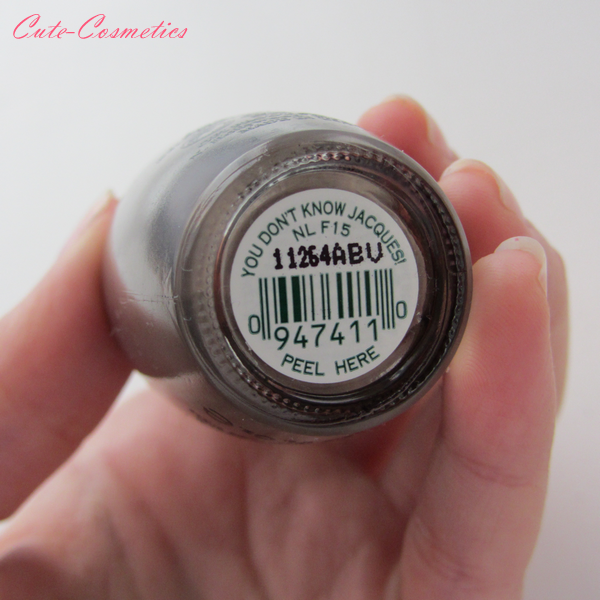 Cute-Cosmetics
YOU DON'T KNOW JACQUES!
NL F15
11264ABV
0 947411 0
PEEL HERE